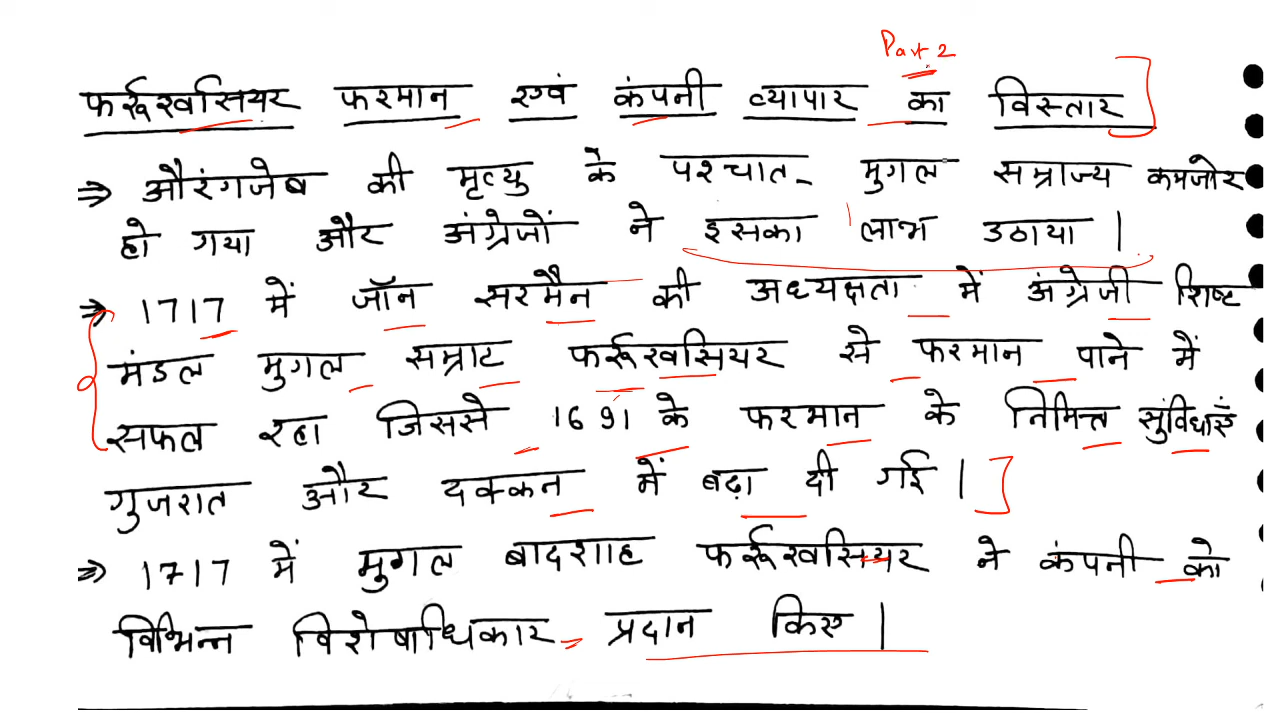 Part 2
फर्रूखसियर फरमान एवं कंपनी व्यापार का विस्तार
⇒ औरंगजेब की मृत्यु के पश्चात मुगल सम्राज्य कमजोर
हो गया और अंग्रेजों ने इसका लाभ उठाया |
⇒ 1717 में जॉन सरमैन की अध्यक्षता में अंग्रेजी शिष्ट
मंडल मुगल सम्राट फर्रूखसियर से फरमान पाने में
सफल रहा जिससे 1691 के फरमान के निमित्त सुंविधाएँ
गुजरात और दक्कन में बढ़ा दी गई |
⇒ 1717 में मुगल बादशाह फर्रूखसियर ने कंपनी को
विभिन्न विशेषाधिकार प्रदान किए |